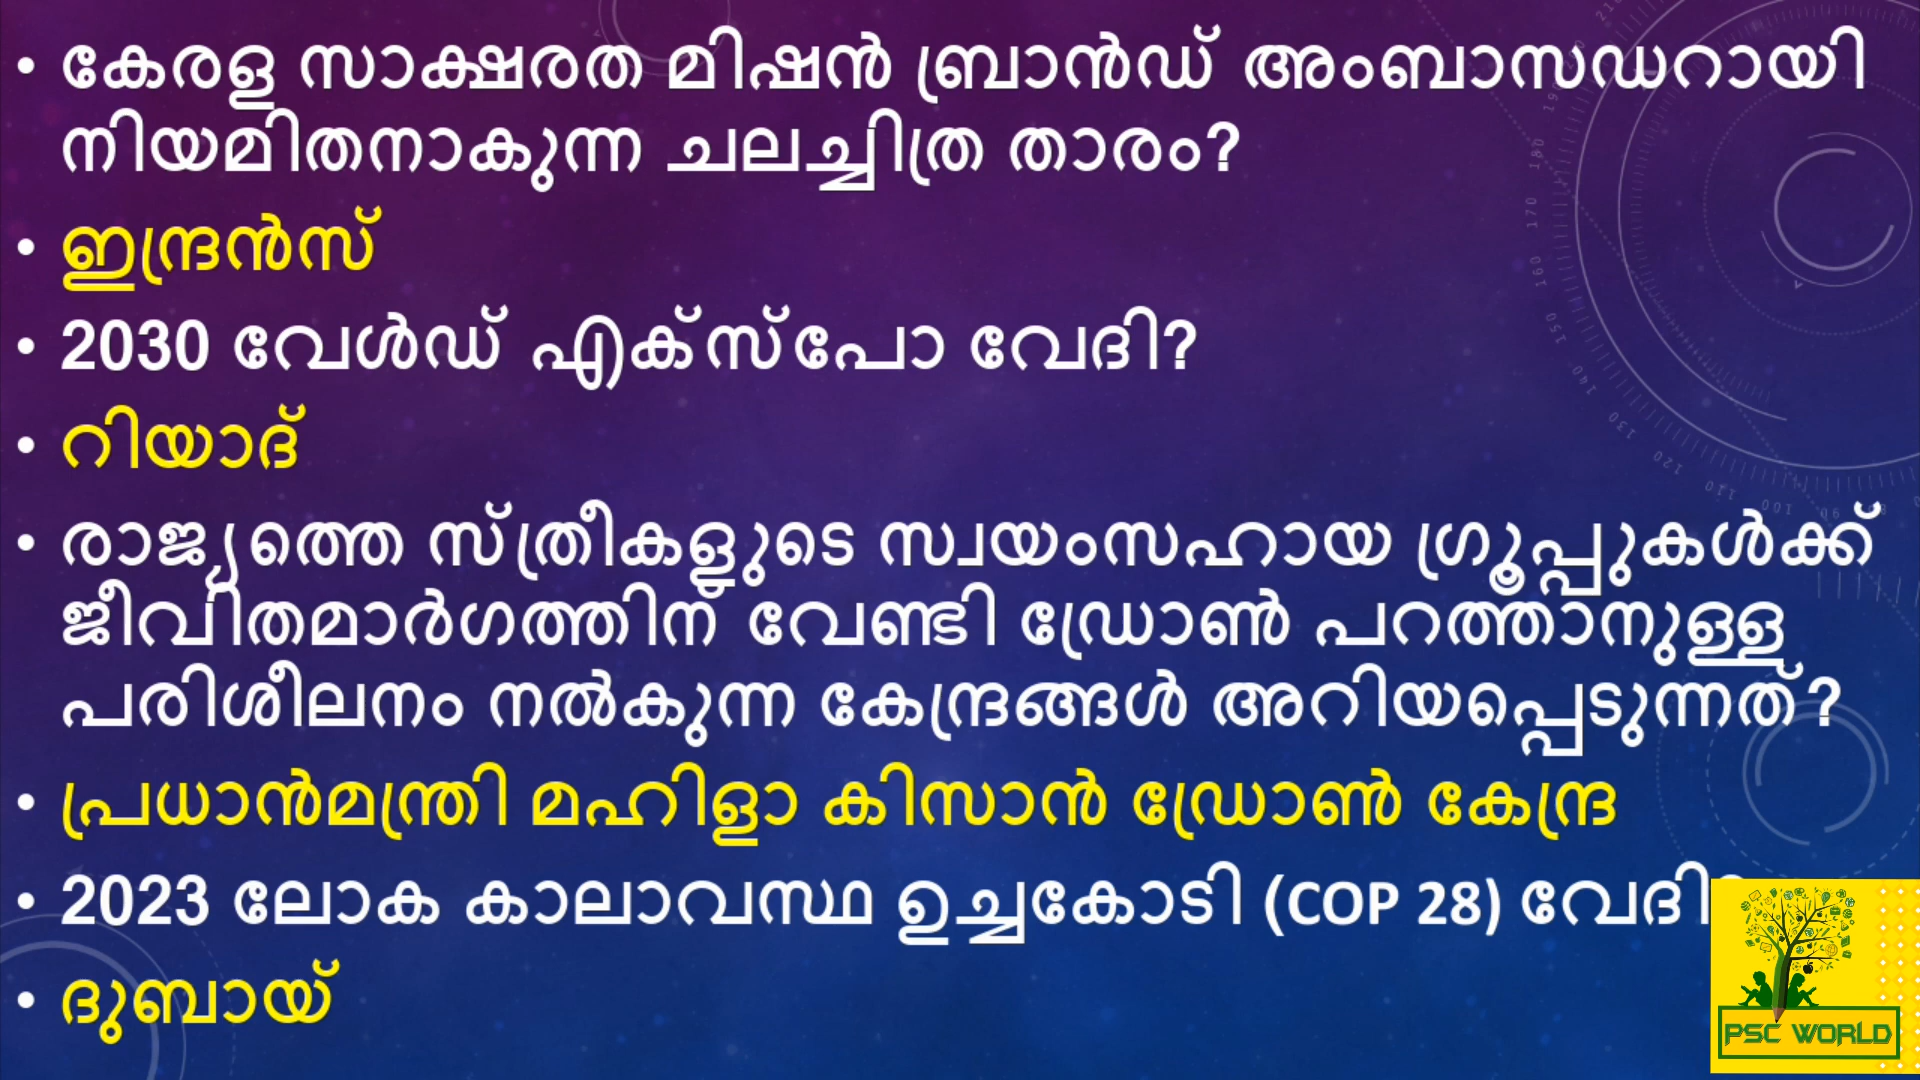 • കേരള സാക്ഷരത മിഷൻ ബ്രാൻഡ് അംബാസഡറായി
നിയമിതനാകുന്ന ചലച്ചിത്ര താരം?
• ഇന്ദ്രൻസ്
• 2030 വേൾഡ് എക്സ്പോ വേദി?
• റിയാദ്
• രാജ്യത്തെ സ്ത്രീകളുടെ സ്വയംസഹായ ഗ്രൂപ്പുകൾക്ക്
ജീവിതമാർഗത്തിന് വേണ്ടി ഡ്രോൺ പറത്താനുള്ള
പരിശീലനം നൽകുന്ന കേന്ദ്രങ്ങൾ അറിയപ്പെടുന്നത്?
• പ്രധാൻമന്ത്രി മഹിളാ കിസാൻ ഡ്രോൺ കേന്ദ്ര
• 2023 ലോക കാലാവസ്ഥ ഉച്ചകോടി (COP 28) വേദി
• ദുബായ്
PSC WORLD